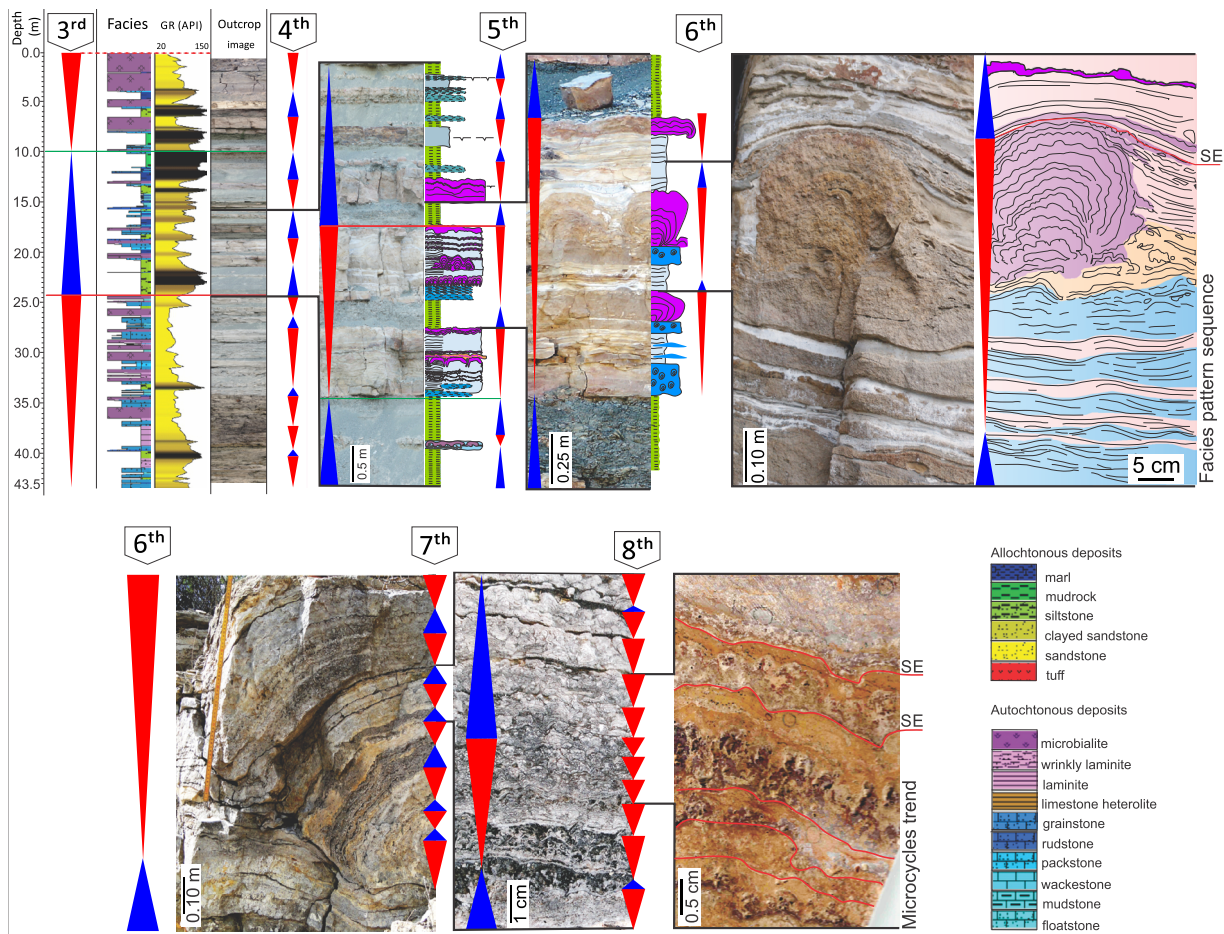 Depth (m)
3rd
Facies
GR (API)
20 150
Outcrop image
4th
5th
6th
0.0
5.0
10.0
15.0
20.0
25.0
30.0
35.0
40.0
43.5
0.5 m
0.25 m
0.10 m
SE
5 cm
Facies pattern sequence
6th
7th
8th
0.10 m
1 cm
0.5 cm
SE
SE
Microcycles trend
Allochtonous deposits
marl
mudrock
siltstone
clayed sandstone
sandstone
tuff
Autochtonous deposits
microbialite
wrinkly laminite
laminite
limestone heterolite
grainstone
rudstone
packstone
wackestone
mudstone
floatstone